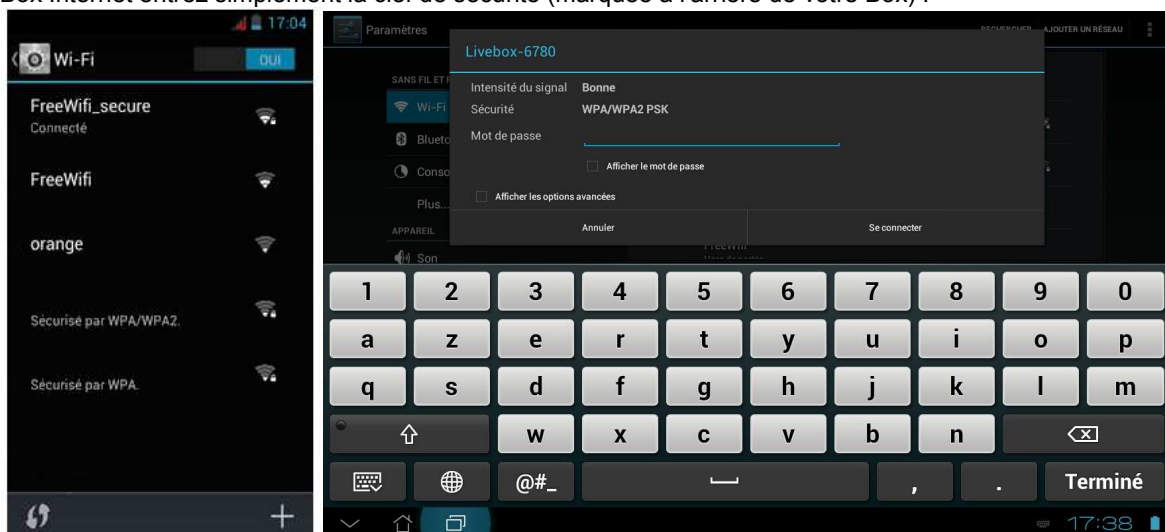 Box internet entrez simplement la clef de sécurité (marquée à l'arrière de votre Box) :
17:04
Wi-Fi
OUI
FreeWifi_secure
Connecté
FreeWifi
orange
Sécurisé par WPA/WPA2.
Sécurisé par WPA.
Paramètres
RECHERCHER
AJOUTER UN RÉSEAU
SANS FIL ET
Wi-Fi
Blueto
Conso
Plus...
APPAREIL
Son
Livebox-6780
Intensité du signal Bonne
Sécurité WPA/WPA2 PSK
Mot de passe
Afficher le mot de passe
Afficher les options avancées
Annuler Se connecter
FreeWifi
1 2 3 4 5 6 7 8 9 0
a z e r t y u i o p
q s d f g h j k l m
w x c v b n
@#_ , . Terminé
17:38